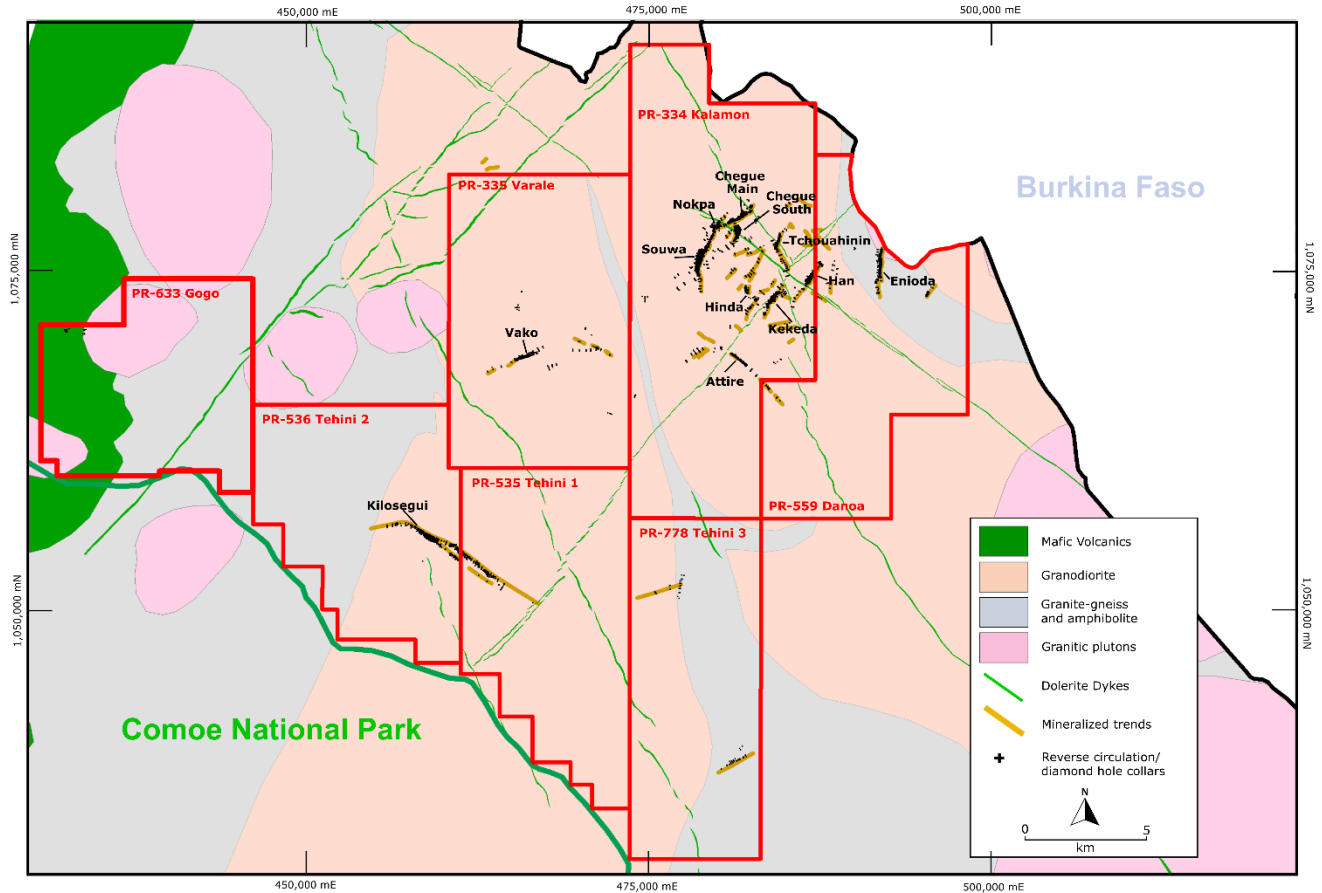 450,000 mE
475,000 mE
500,000 mE
PR-334 Kalamon
Burkina Faso
PR-335 Varale
Chegue
Main
Chegue
South
Nokpa
Tchouahinin
Souwa
1,075,000 mN
1,075,000 mN
Han
Enioda
PR-633 Gogo
Hinda
Kekeda
Vako
Attire
PR-536 Tehini 2
PR-535 Tehini 1
Kilosegui
PR-559 Danoa
PR-778 Tehini 3
Mafic Volcanics
Granodiorite
Granite-gneiss
and amphibolite
Granitic plutons
Dolerite Dykes
Mineralized trends
Reverse circulation/
diamond hole collars
N
0 5
km
1,050,000 mN
1,050,000 mN
Comoe National Park
450,000 mE
475,000 mE
500,000 mE